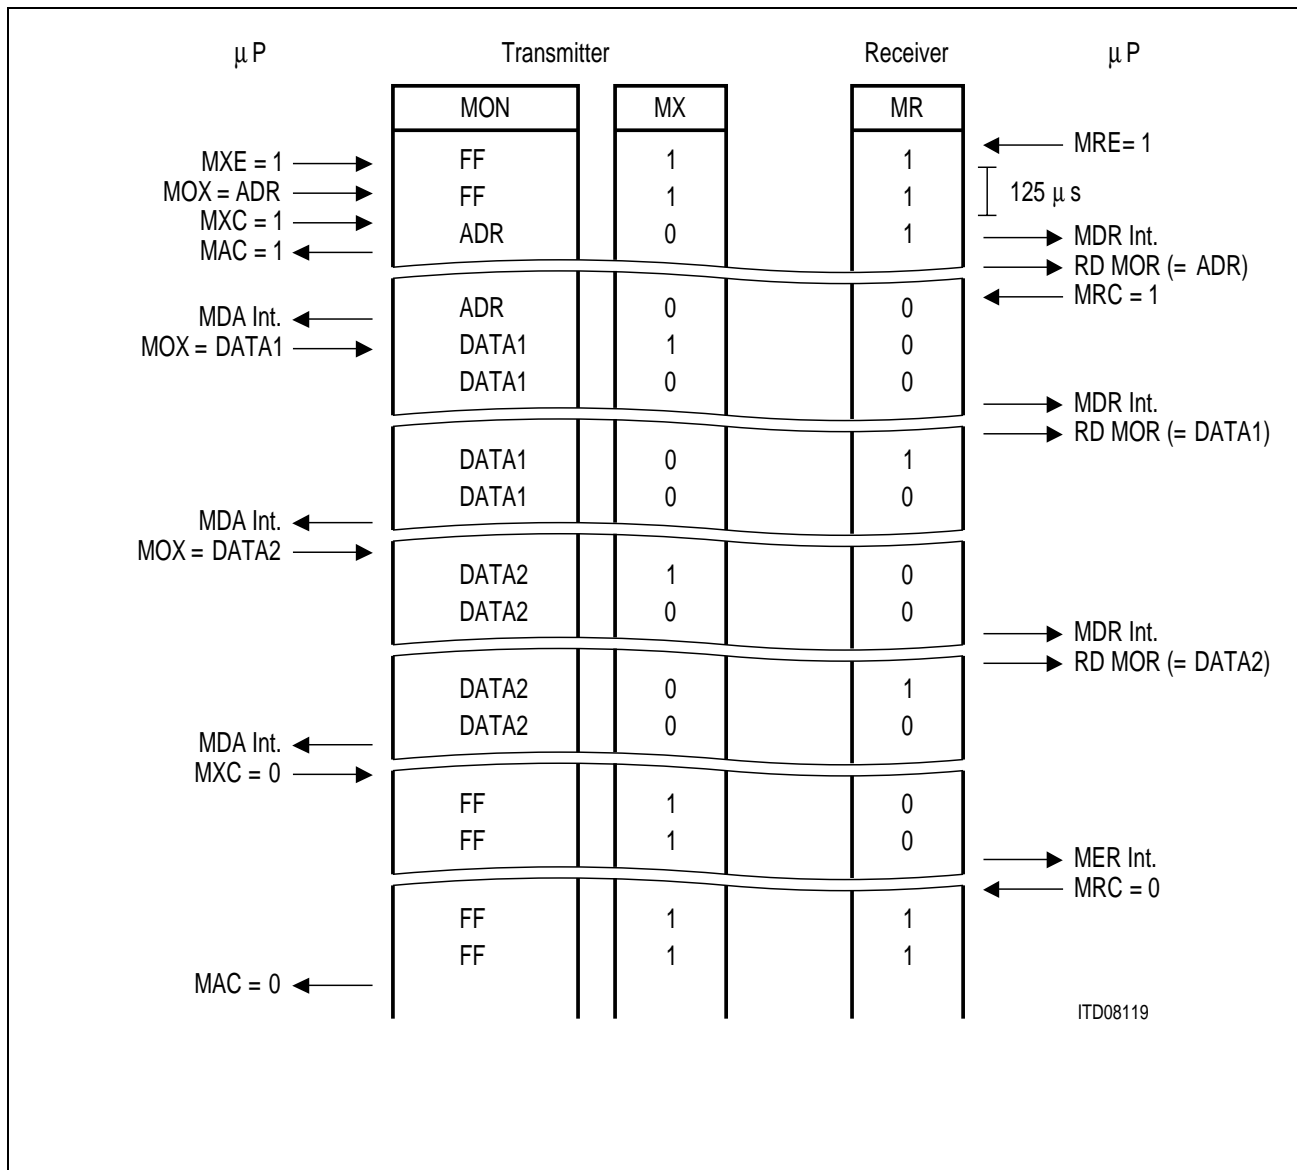 μ P Transmitter Receiver μ P
MON MX MR
MRE= 1
MXE = 1 FF 1 1
MOX = ADR FF 1 1 125 μ s
MXC = 1
ADR 0 1 MDR Int.
MAC = 1
RD MOR (= ADR)
MRC = 1
ADR 0 0
MDA Int.
MOX = DATA1 DATA1 1 0
DATA1 0 0
MDR Int.
RD MOR (= DATA1)
DATA1 0 1
DATA1 0 0
MDA Int.
MOX = DATA2
DATA2 1 0
DATA2 0 0
MDR Int.
RD MOR (= DATA2)
DATA2 0 1
DATA2 0 0
MDA Int.
MXC = 0
FF 1 0
FF 1 0
MER Int.
MRC = 0
FF 1 1
FF 1 1
MAC = 0
ITD08119